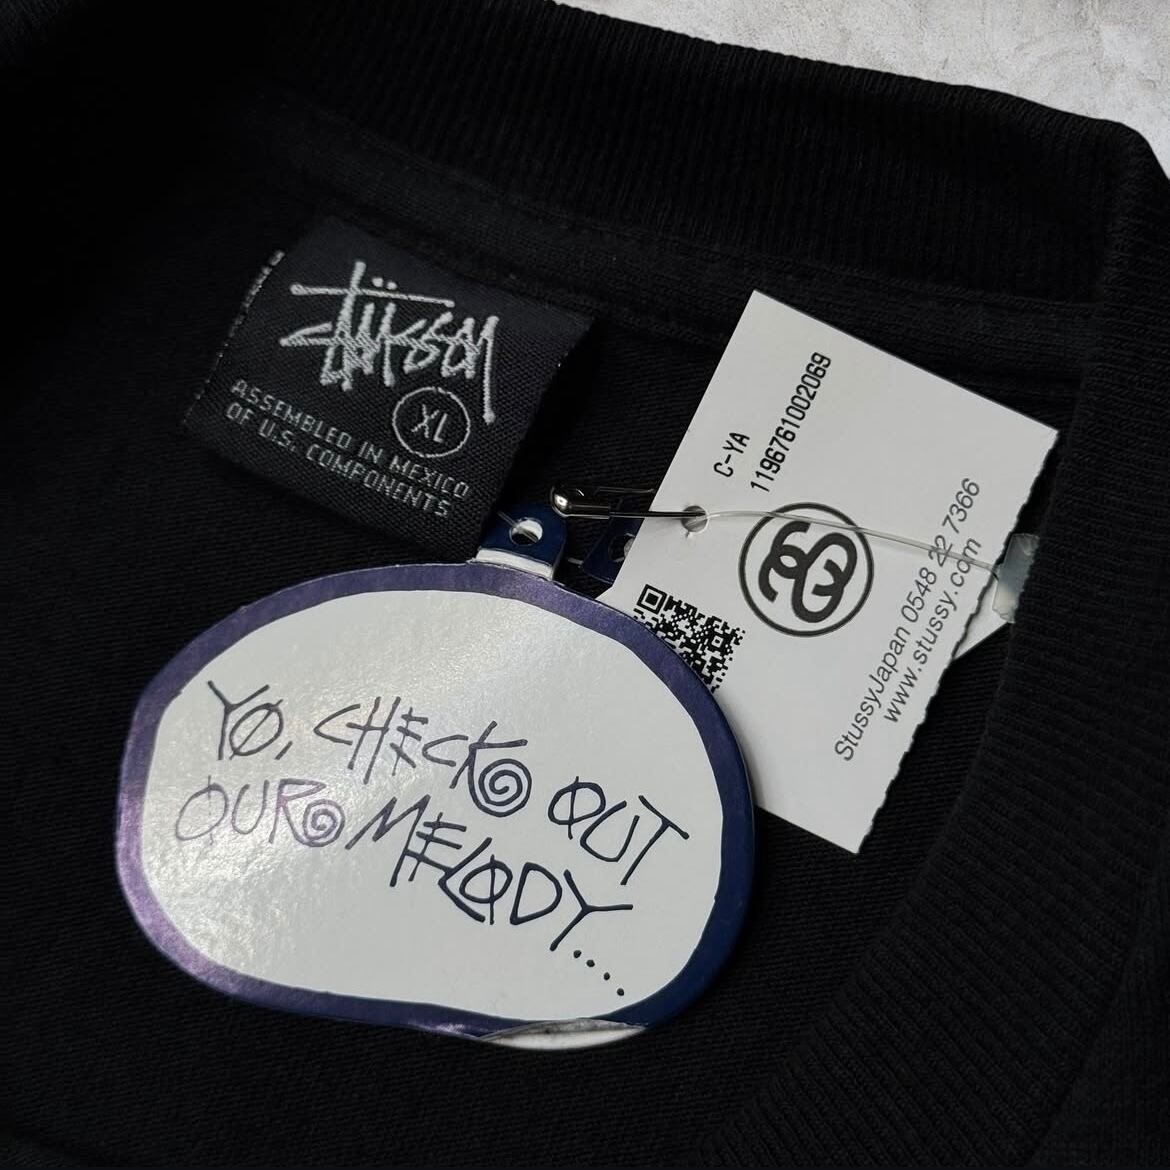 Stüssy
XL
ASSEMBLED IN MEXICO
OF U.S. COMPONENTS
C-YA
1196761002069
StussyJapan 0548 22 7366
www.stussy.com
YO, CHECK OUT
OUR MELODY....